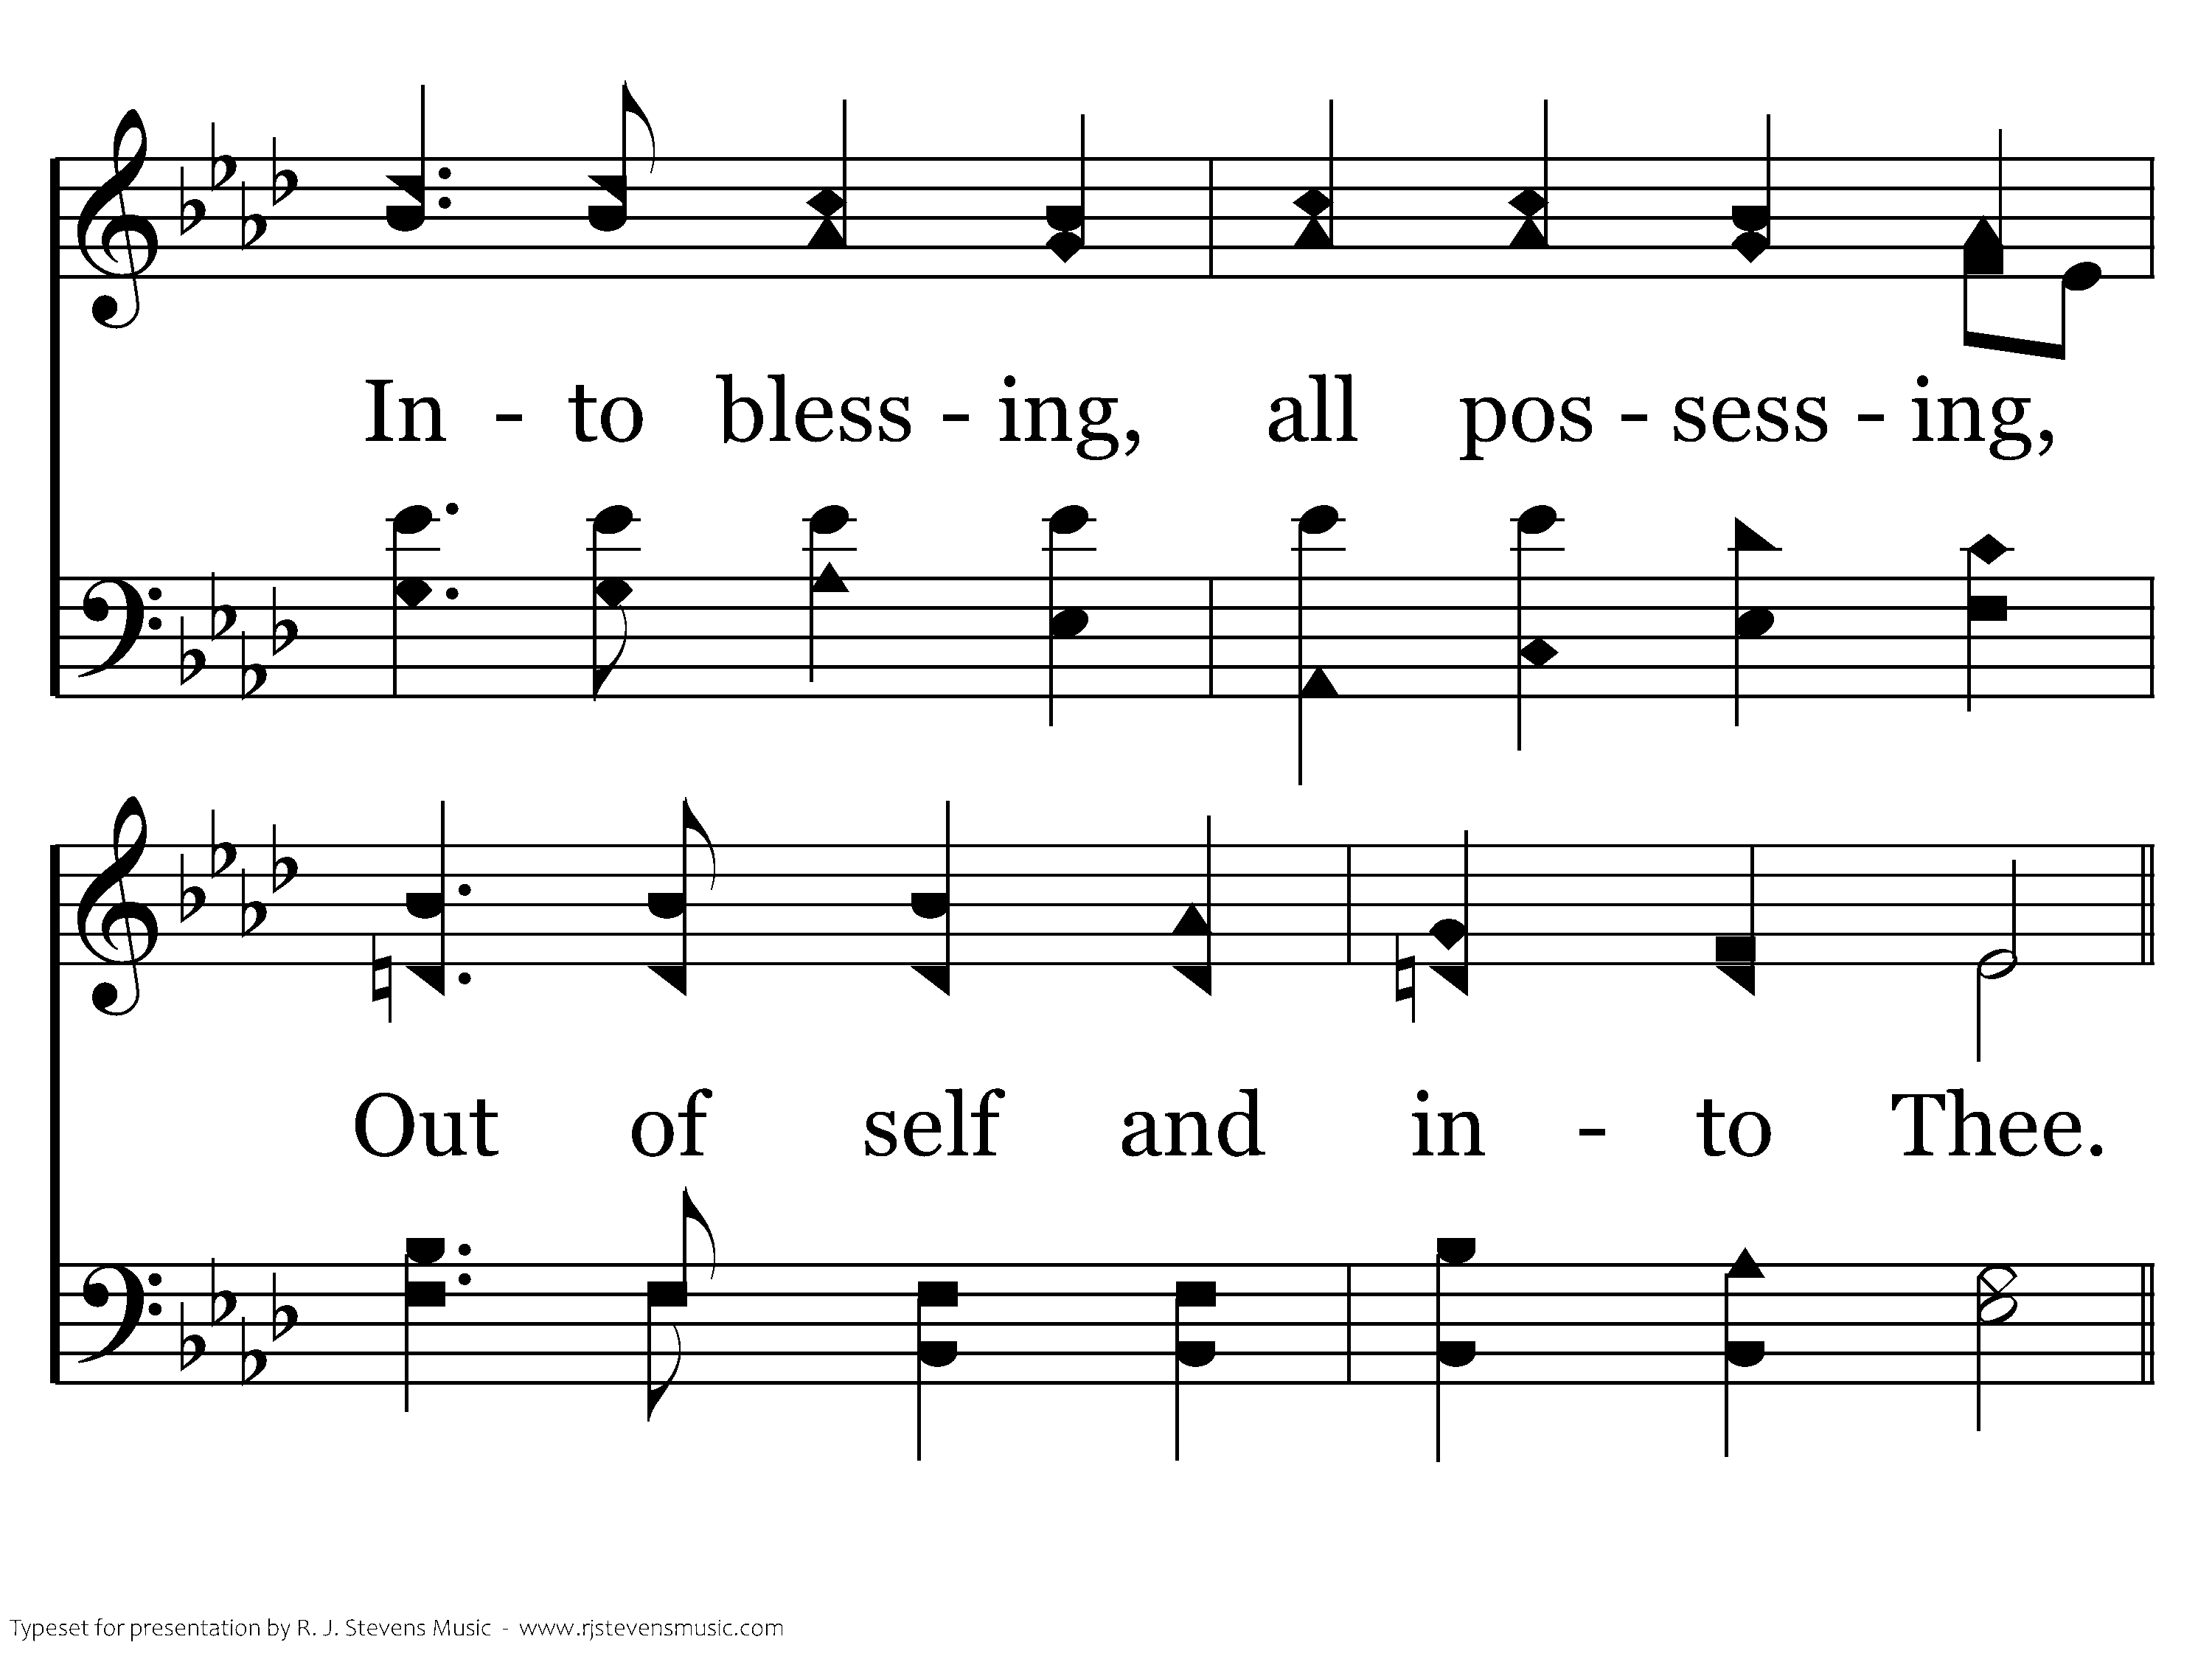 In - to bless - ing, all pos - sess - ing,
Out of self and in - to Thee.
Typeset for presentation by R. J. Stevens Music - www.rjstevensmusic.com